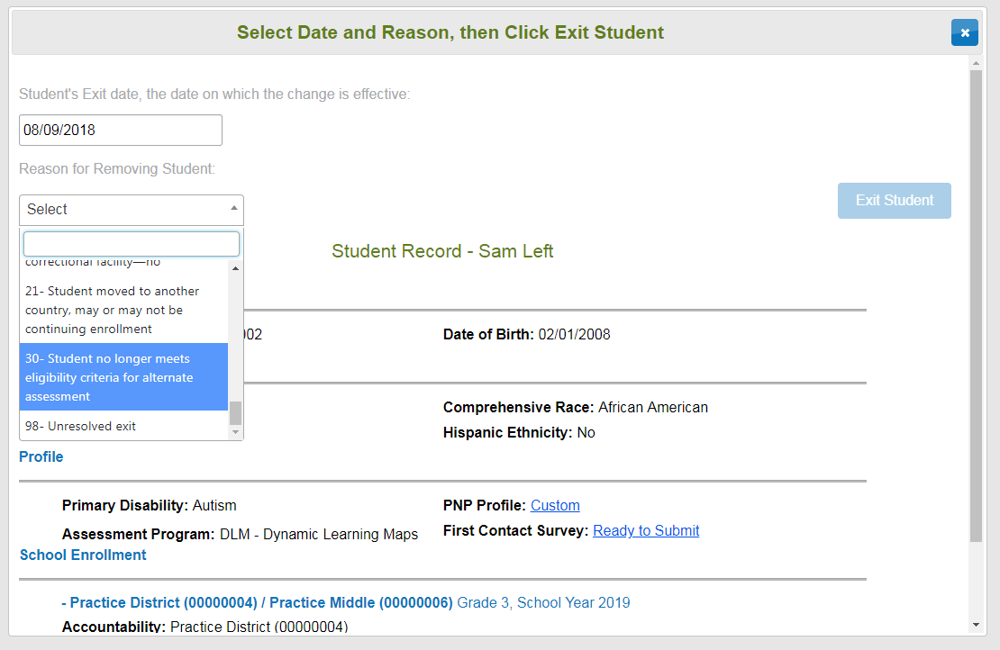 Select Date and Reason, then Click Exit Student
Student's Exit date, the date on which the change is effective:
08/09/2018
Reason for Removing Student:
Select
Exit Student
correctional facility—no
21- Student moved to another
country, may or may not be
continuing enrollment
30- Student no longer meets
eligibility criteria for alternate
assessment
98- Unresolved exit
Student Record - Sam Left
002 Date of Birth: 02/01/2008
Comprehensive Race: African American
Hispanic Ethnicity: No
Profile
Primary Disability: Autism PNP Profile: Custom
Assessment Program: DLM - Dynamic Learning Maps First Contact Survey: Ready to Submit
School Enrollment
- Practice District (00000004) / Practice Middle (00000006) Grade 3, School Year 2019
Accountability: Practice District (00000004)